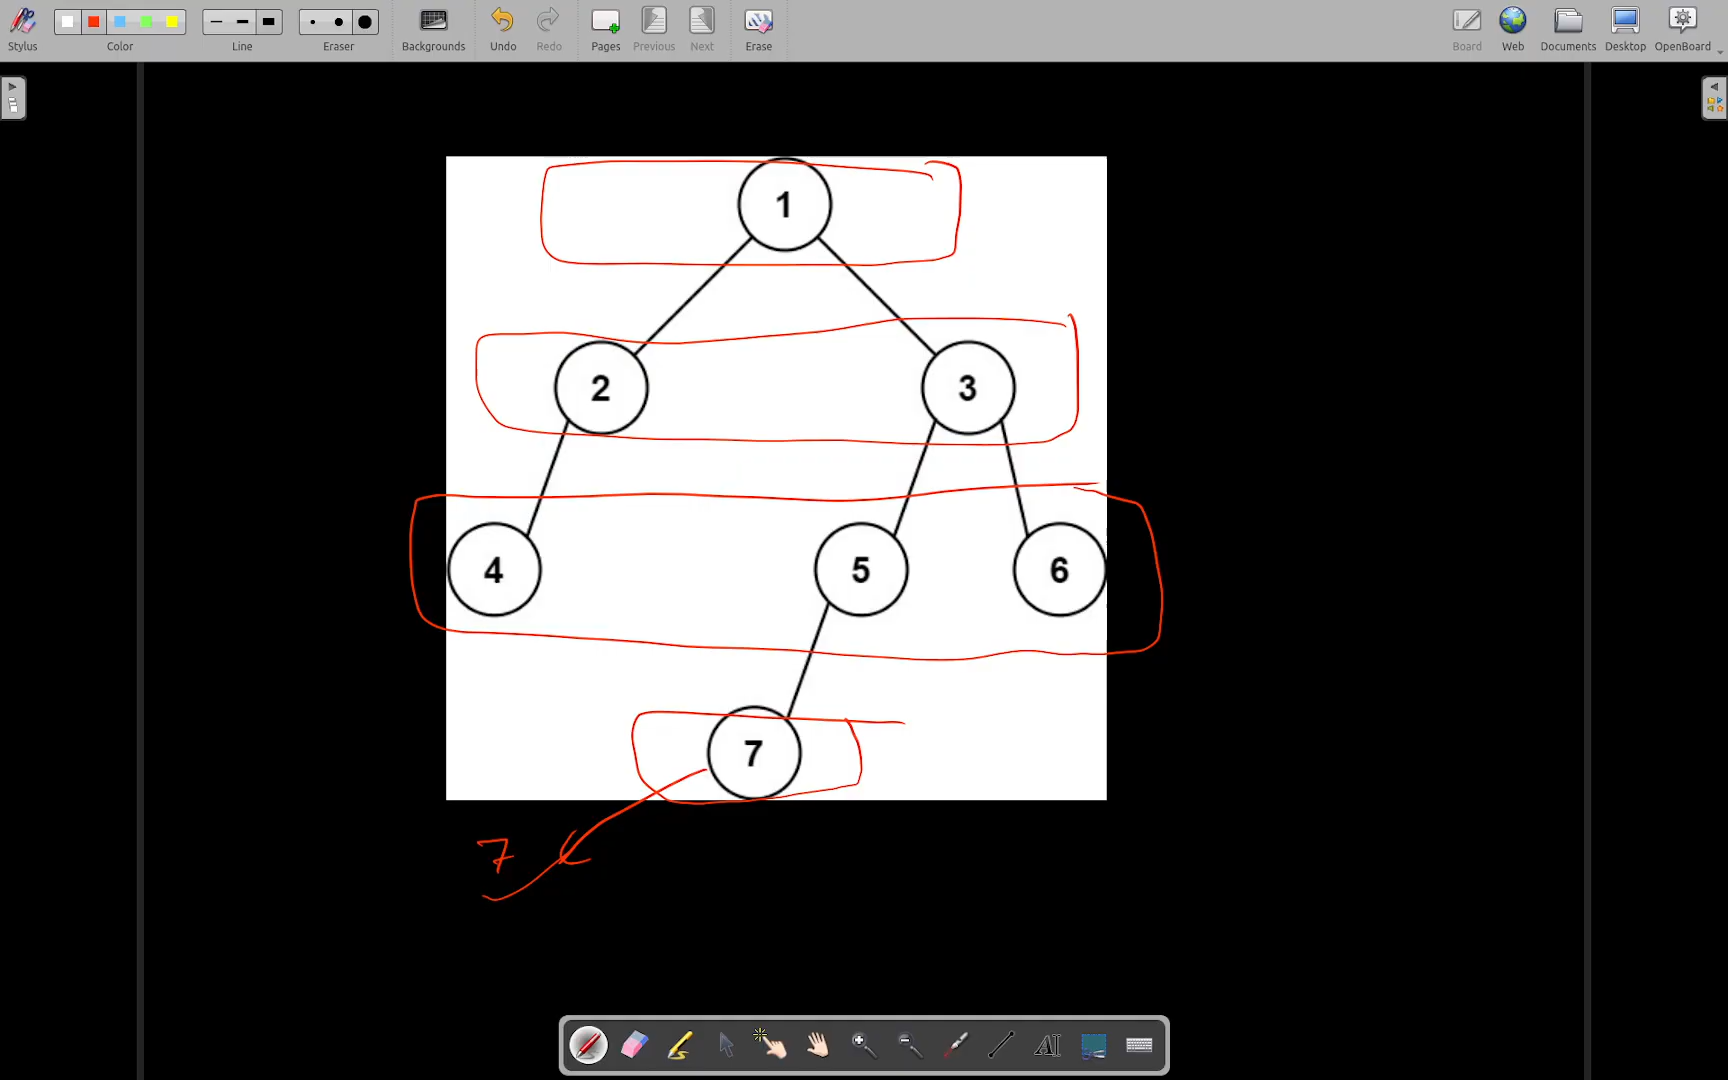 Stylus Color Line Eraser Backgrounds Undo Redo Pages Previous Next Erase Board Web Documents Desktop OpenBoard
1
2 3
4 5 6
7
7
AI